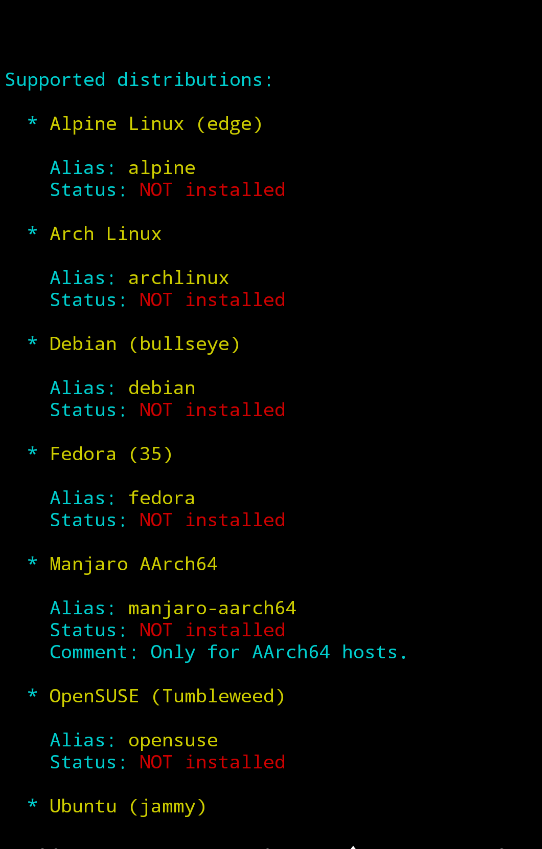 Supported distributions:
* Alpine Linux (edge)
Alias: alpine
Status: NOT installed
* Arch Linux
Alias: archlinux
Status: NOT installed
* Debian (bullseye)
Alias: debian
Status: NOT installed
* Fedora (35)
Alias: fedora
Status: NOT installed
* Manjaro AArch64
Alias: manjaro-aarch64
Status: NOT installed
Comment: Only for AArch64 hosts.
* OpenSUSE (Tumbleweed)
Alias: opensuse
Status: NOT installed
* Ubuntu (jammy)